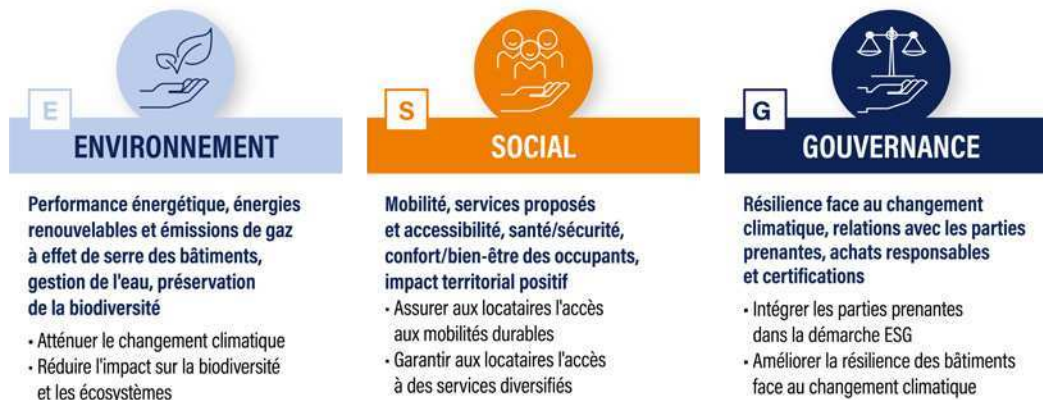 E
ENVIRONNEMENT
Performance énergétique, énergies
renouvelables et émissions de gaz
à effet de serre des bâtiments,
gestion de l'eau, préservation
de la biodiversité
• Atténuer le changement climatique
• Réduire l'impact sur la biodiversité
et les écosystèmes
S
SOCIAL
Mobilité, services proposés
et accessibilité, santé/sécurité,
confort/bien-être des occupants,
impact territorial positif
• Assurer aux locataires l'accès
aux mobilités durables
• Garantir aux locataires l'accès
à des services diversifiés
G
GOUVERNANCE
Résilience face au changement
climatique, relations avec les parties
prenantes, achats responsables
et certifications
• Intégrer les parties prenantes
dans la démarche ESG
• Améliorer la résilience des bâtiments
face au changement climatique